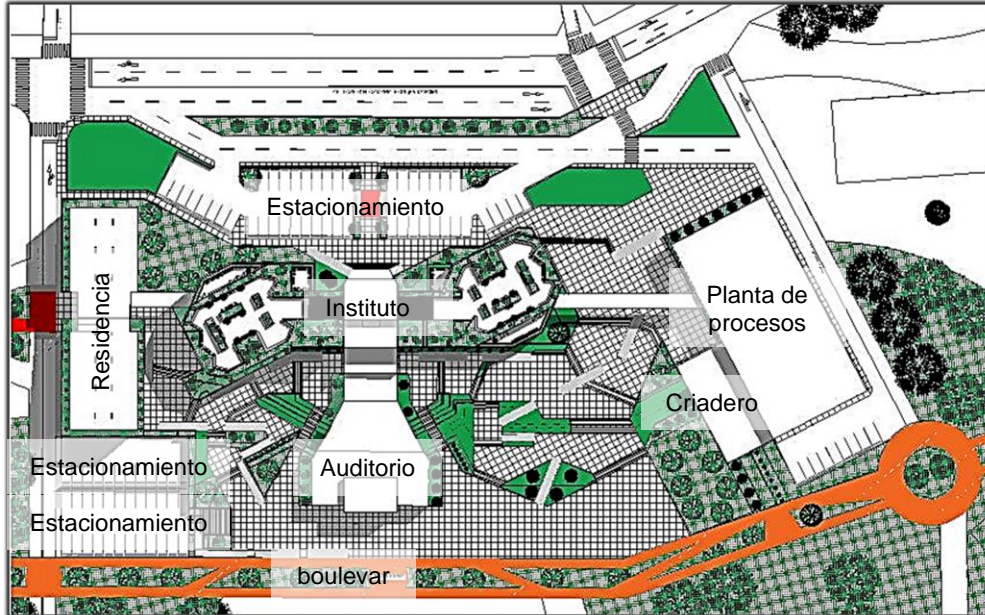 Estacionamiento
Instituto
Residencia
Planta de
procesos
Criadero
Estacionamiento
Auditorio
Estacionamiento
boulevar